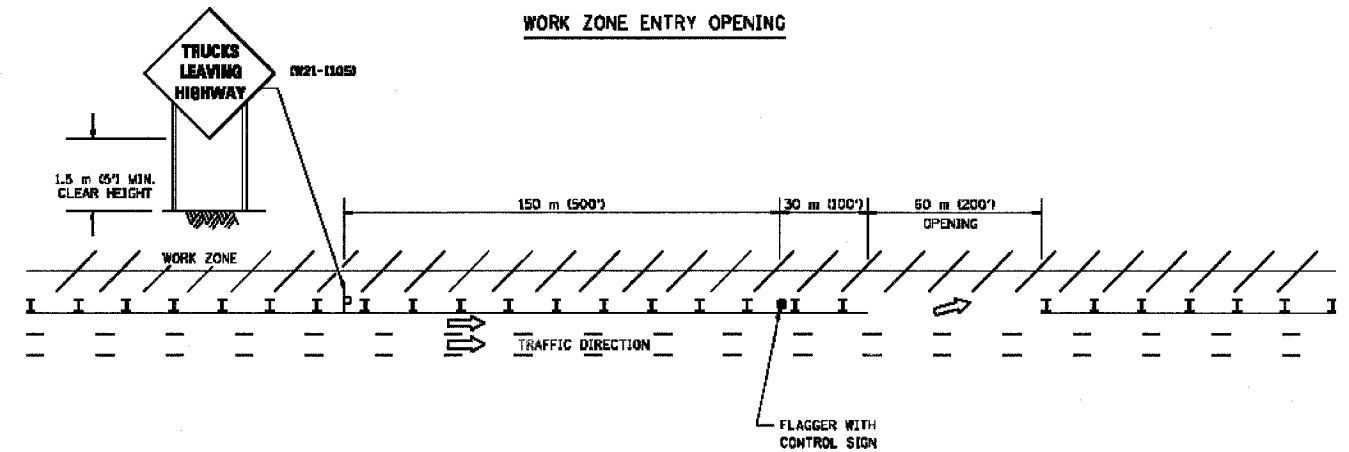 WORK ZONE ENTRY OPENING
TRUCKS
LEAVING
HIGHWAY
(W21-I105)
1.5 m (5') MIN.
CLEAR HEIGHT
150 m (500')
30 m (100')
60 m (200')
OPENING
WORK ZONE
TRAFFIC DIRECTION
FLAGGER WITH
CONTROL SIGN